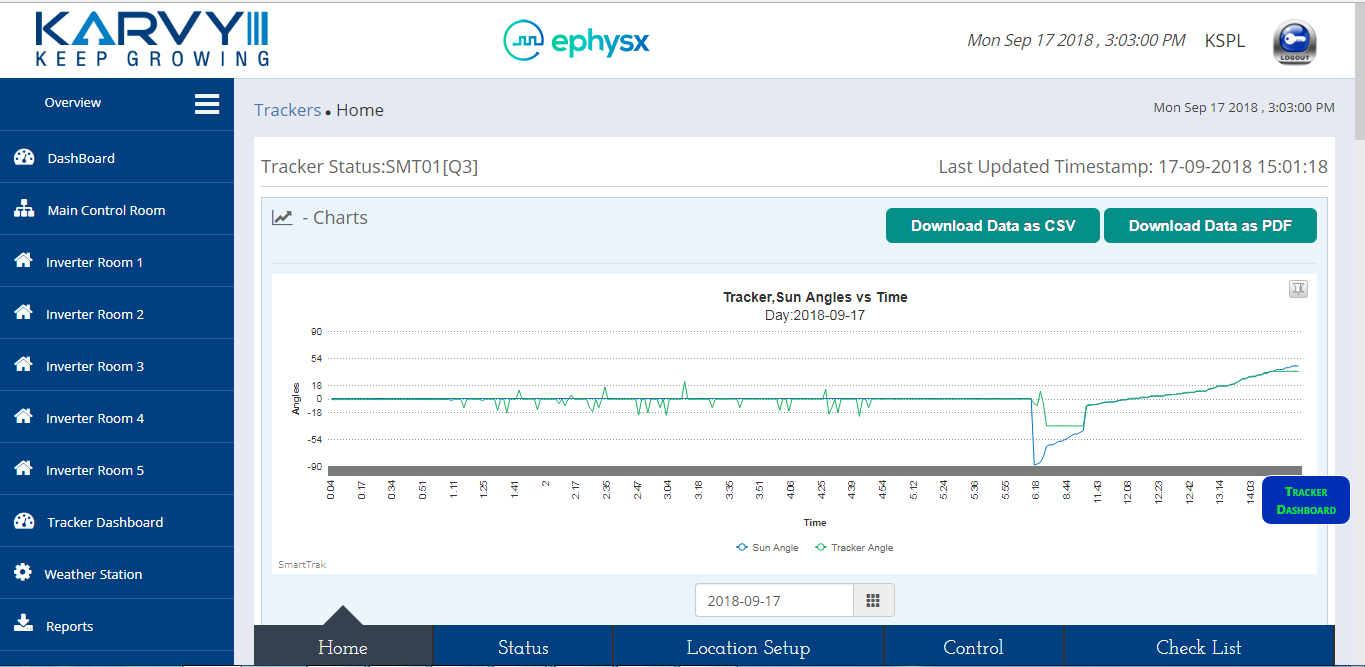 KARVY
KEEP GROWING
ephysx
Mon Sep 17 2018 , 3:03:00 PM
KSPL
LOGOUT
Overview
DashBoard
Main Control Room
Inverter Room 1
Inverter Room 2
Inverter Room 3
Inverter Room 4
Inverter Room 5
Tracker Dashboard
Weather Station
Reports
Trackers • Home
Mon Sep 17 2018 , 3:03:00 PM
Tracker Status:SMT01[Q3]
Last Updated Timestamp: 17-09-2018 15:01:18
- Charts
Download Data as CSV
Download Data as PDF
Tracker,Sun Angles vs Time
Day:2018-09-17
Angles
90
54
18
0
-18
-54
-90
0.04
0.17
0.34
0.51
1.11
1.25
1.41
2
2.17
2.35
2.47
3.04
3.18
3.35
3.51
4.06
4.25
4.39
4.54
5.12
5.24
5.36
5.55
6.18
8.44
11.43
12.08
12.23
12.42
13.14
14.03
Time
Sun Angle
Tracker Angle
SmartTrak
Tracker
Dashboard
2018-09-17
Home
Status
Location Setup
Control
Check List